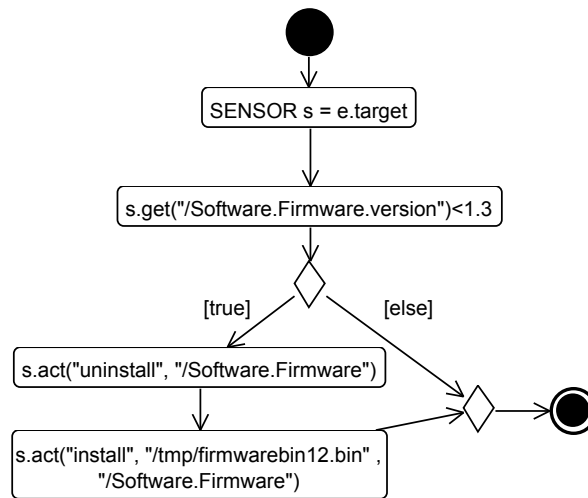 SENSOR s = e.target
s.get("/Software.Firmware.version")<1.3
[true]
[else]
s.act("uninstall", "/Software.Firmware")
s.act("install", "/tmp/firmwarebin12.bin" ,
"/Software.Firmware")